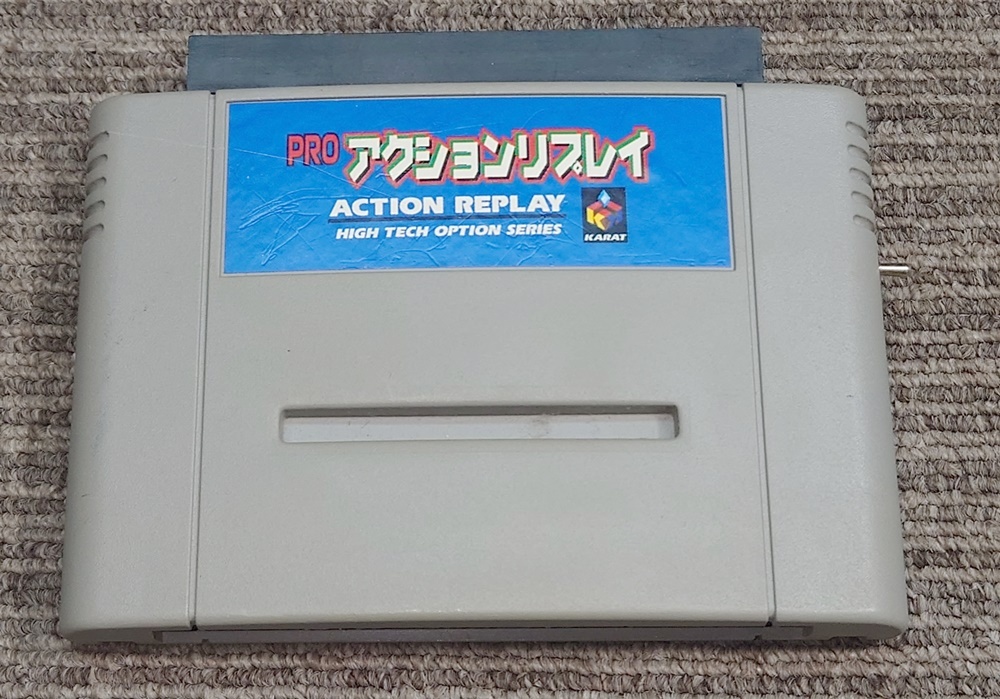 PRO アクションリプレイ
ACTION REPLAY
HIGH TECH OPTION SERIES
KARAT